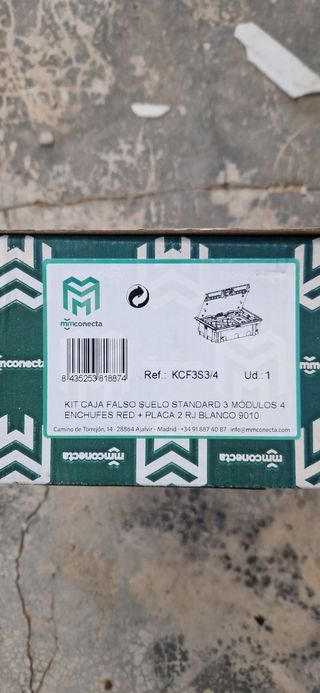 mmconecta
8 435253 818874
Ref.: KCF3S3/4
Ud.: 1
KIT CAJA FALSO SUELO STANDARD 3 MÓDULOS 4
ENCHUFES RED + PLACA 2 RJ BLANCO 9010
Camino de Torrejón, 14 - 28864 Ajalvir - Madrid - +34 91 887 40 87 - info@mmconecta.com
mmconecta
mmconecta
mmconecta
mmconecta